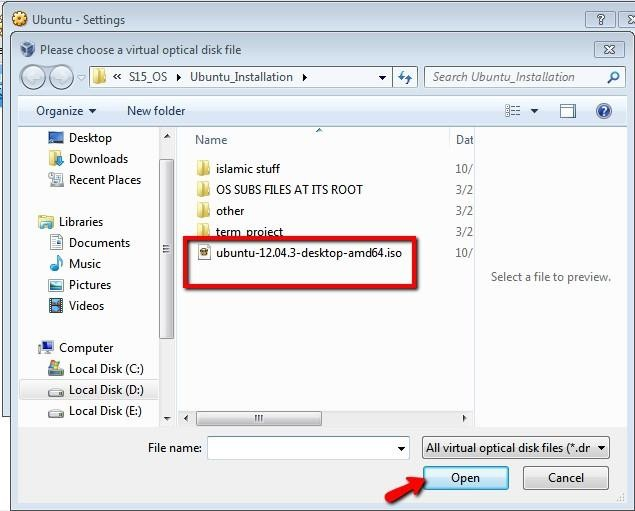 Ubuntu - Settings
Please choose a virtual optical disk file
« S15_OS ▸ Ubuntu_Installation ▸
Search Ubuntu_Installation
Organize
New folder
Desktop
Downloads
Recent Places
Libraries
Documents
Music
Pictures
Videos
Computer
Local Disk (C:)
Local Disk (D:)
Local Disk (E:)
Name
Dat
islamic stuff
10/
OS SUBS FILES AT ITS ROOT
3/2
other
3/2
term_project
3/2
ubuntu-12.04.3-desktop-amd64.iso
10/
Select a file to preview.
File name:
All virtual optical disk files (*.dr
Open
Cancel